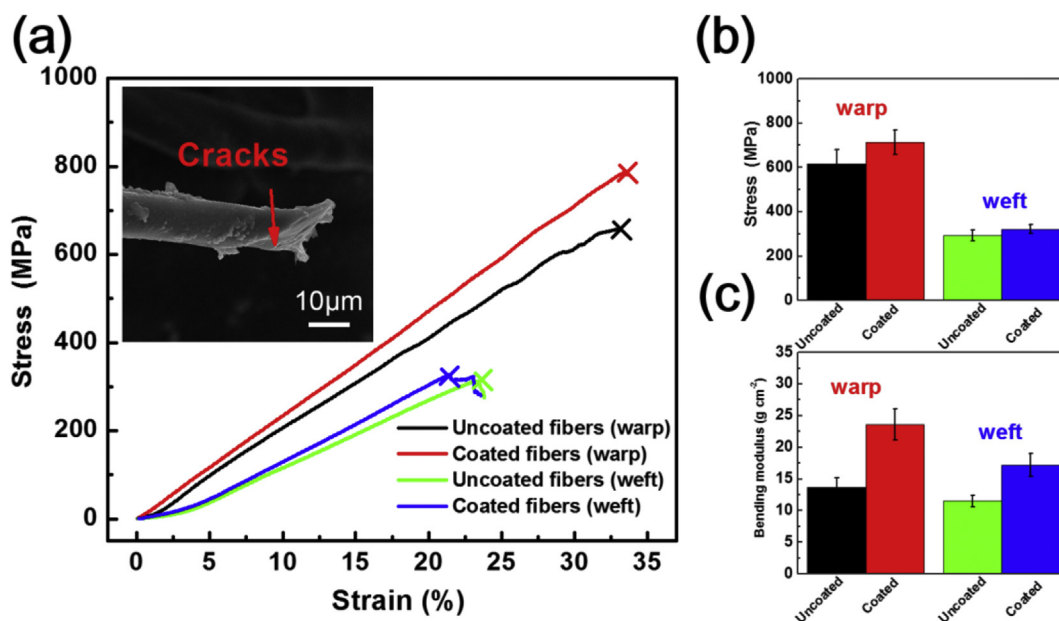 (a)
1000
800
600
400
200
0
Stress (MPa)
0
5
10
15
20
25
30
35
Strain (%)
Cracks
10μm
Uncoated fibers (warp)
Coated fibers (warp)
Uncoated fibers (weft)
Coated fibers (weft)
(b)
1000
800
600
400
200
0
Stress (MPa)
warp
weft
Uncoated
Coated
Uncoated
Coated
(c)
35
30
25
20
15
10
5
0
Bending modulus (g cm⁻²)
warp
weft
Uncoated
Coated
Uncoated
Coated